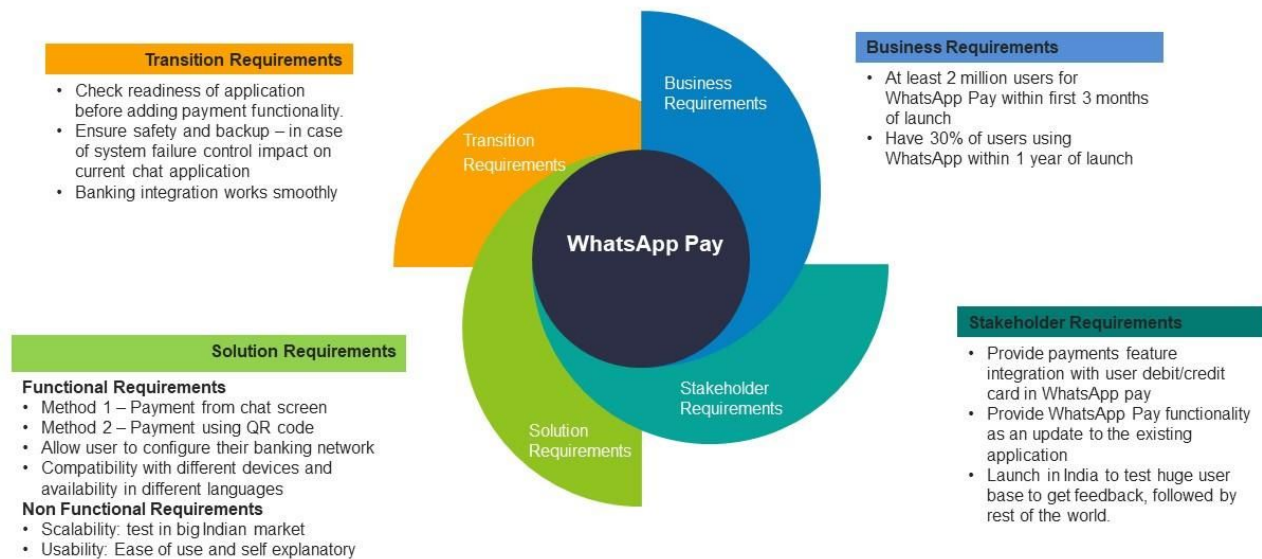 Transition Requirements
• Check readiness of application
before adding payment functionality.
• Ensure safety and backup – in case
of system failure control impact on
current chat application
• Banking integration works smoothly
Business Requirements
• At least 2 million users for
WhatsApp Pay within first 3 months
of launch
• Have 30% of users using
WhatsApp within 1 year of launch
Business
Requirements
Transition
Requirements
WhatsApp Pay
Stakeholder
Requirements
Solution
Requirements
Solution Requirements
Functional Requirements
• Method 1 – Payment from chat screen
• Method 2 – Payment using QR code
• Allow user to configure their banking network
• Compatibility with different devices and
availability in different languages
Non Functional Requirements
• Scalability: test in big Indian market
• Usability: Ease of use and self explanatory
Stakeholder Requirements
• Provide payments feature
integration with user debit/credit
card in WhatsApp pay
• Provide WhatsApp Pay functionality
as an update to the existing
application
• Launch in India to test huge user
base to get feedback, followed by
rest of the world.